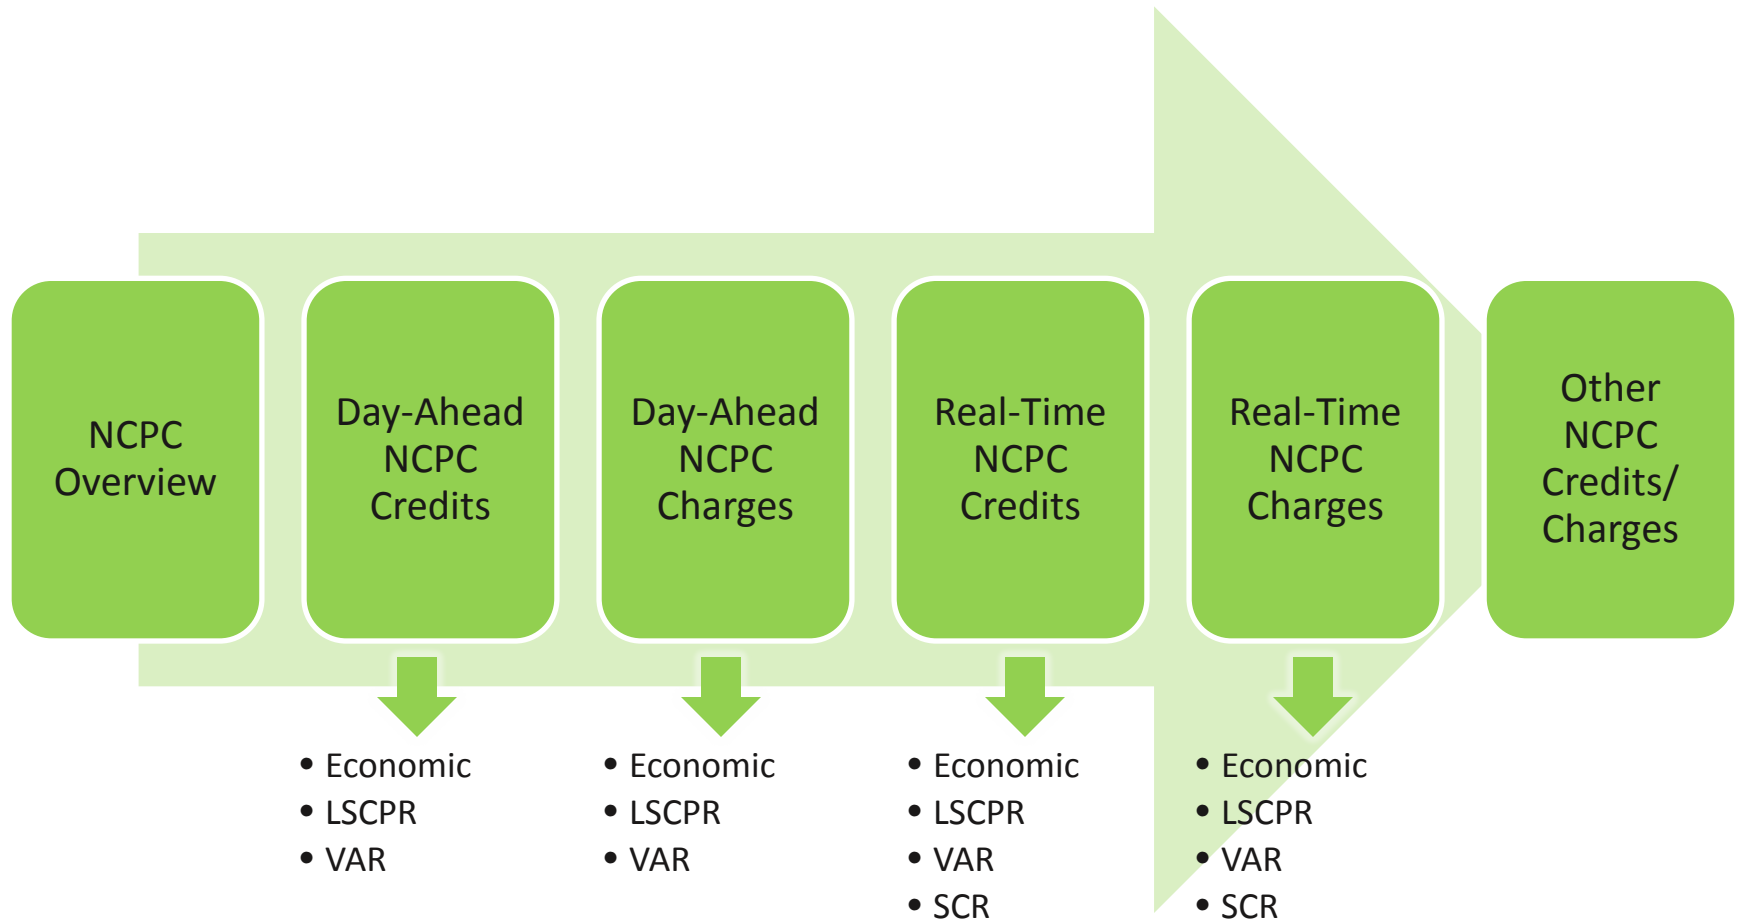 NCPC
Overview
Day-Ahead
NCPC
Credits
Day-Ahead
NCPC
Charges
Real-Time
NCPC
Credits
Real-Time
NCPC
Charges
Other
NCPC
Credits/
Charges
• Economic
• LSCPR
• VAR
• Economic
• LSCPR
• VAR
• Economic
• LSCPR
• VAR
• SCR
• Economic
• LSCPR
• VAR
• SCR